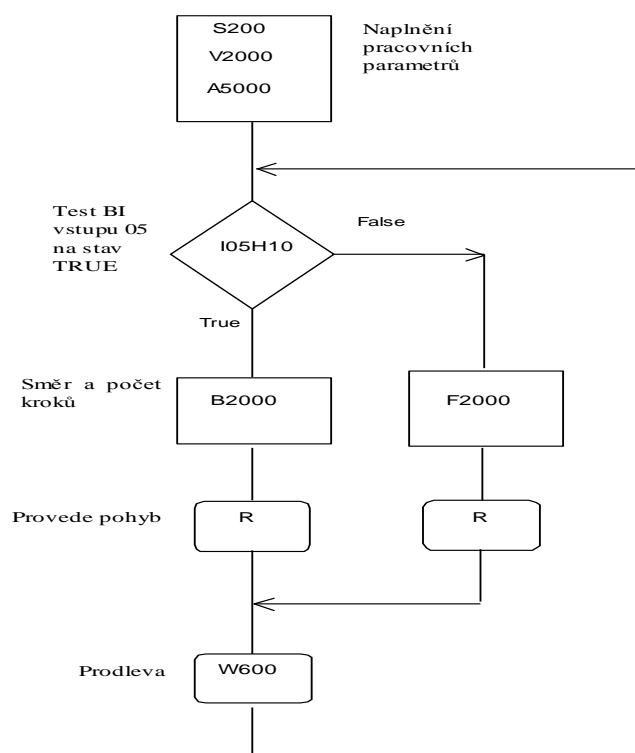 S200
V2000
A5000
Naplnění
pracovních
parametrů
Test BI
vstupu 05
na stav
TRUE
I05H10
False
True
Směr a počet
kroků
B2000
F2000
Provede pohyb
R
R
Prodleva
W600